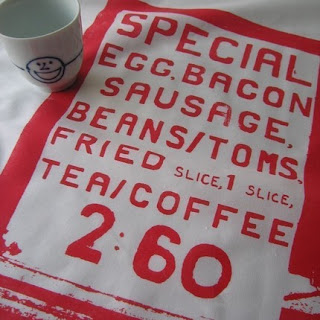 SPECIAL
EGG, BACON
SAUSAGE,
BEANS/TOMS,
FRIED SLICE, 1 SLICE,
TEA/COFFEE
2:60